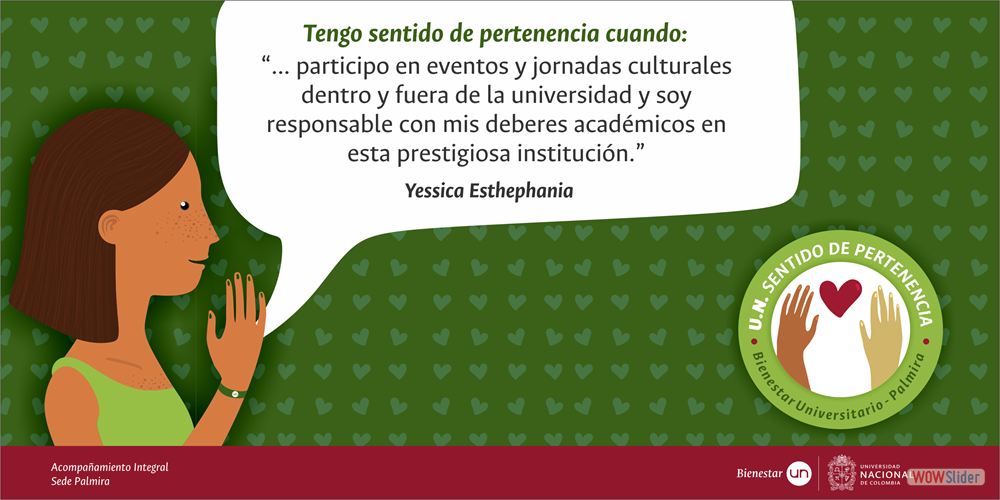 Tengo sentido de pertenencia cuando:
“... participo en eventos y jornadas culturales
dentro y fuera de la universidad y soy
responsable con mis deberes académicos en
esta prestigiosa institución.”
Yessica Esthephania
U.N. SENTIDO DE PERTENENCIA
Bienestar Universitario - Palmira
Acompañamiento Integral
Sede Palmira
Bienestar un
UNIVERSIDAD
NACIONAL
DE COLOMBIA
WOWSlider